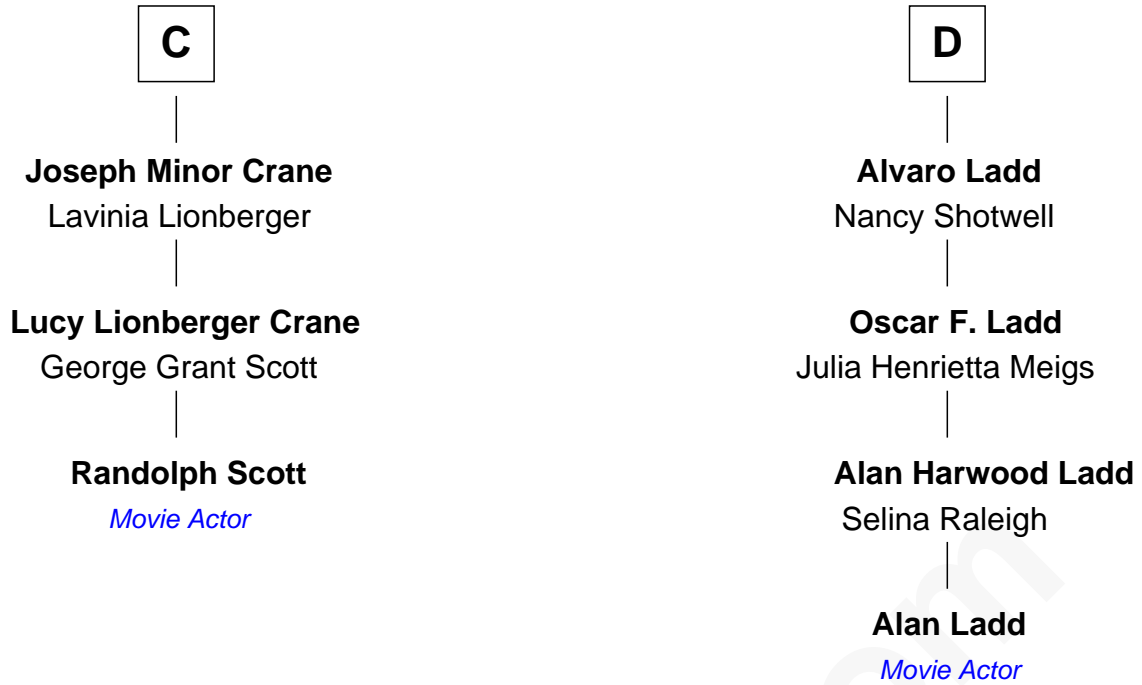 C
Joseph Minor Crane
Lavinia Lionberger
Lucy Lionberger Crane
George Grant Scott
Randolph Scott
Movie Actor
D
Alvaro Ladd
Nancy Shotwell
Oscar F. Ladd
Julia Henrietta Meigs
Alan Harwood Ladd
Selina Raleigh
Alan Ladd
Movie Actor